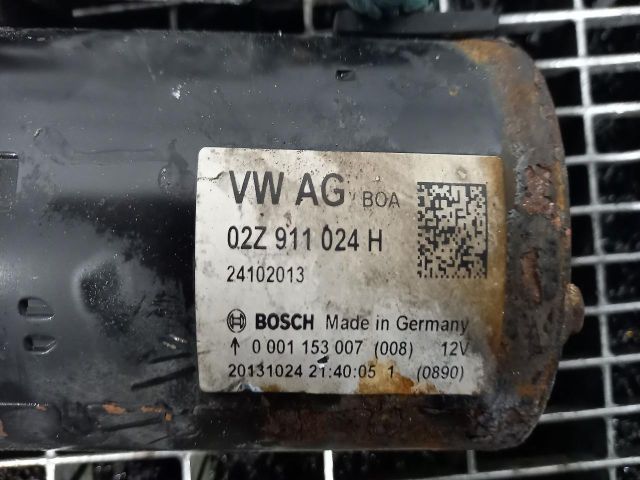 VW AG BOA
02Z 911 024 H
24102013
BOSCH Made in Germany
↑ 0 001 153 007 (008) 12V
20131024 21:40:05 1 (0890)